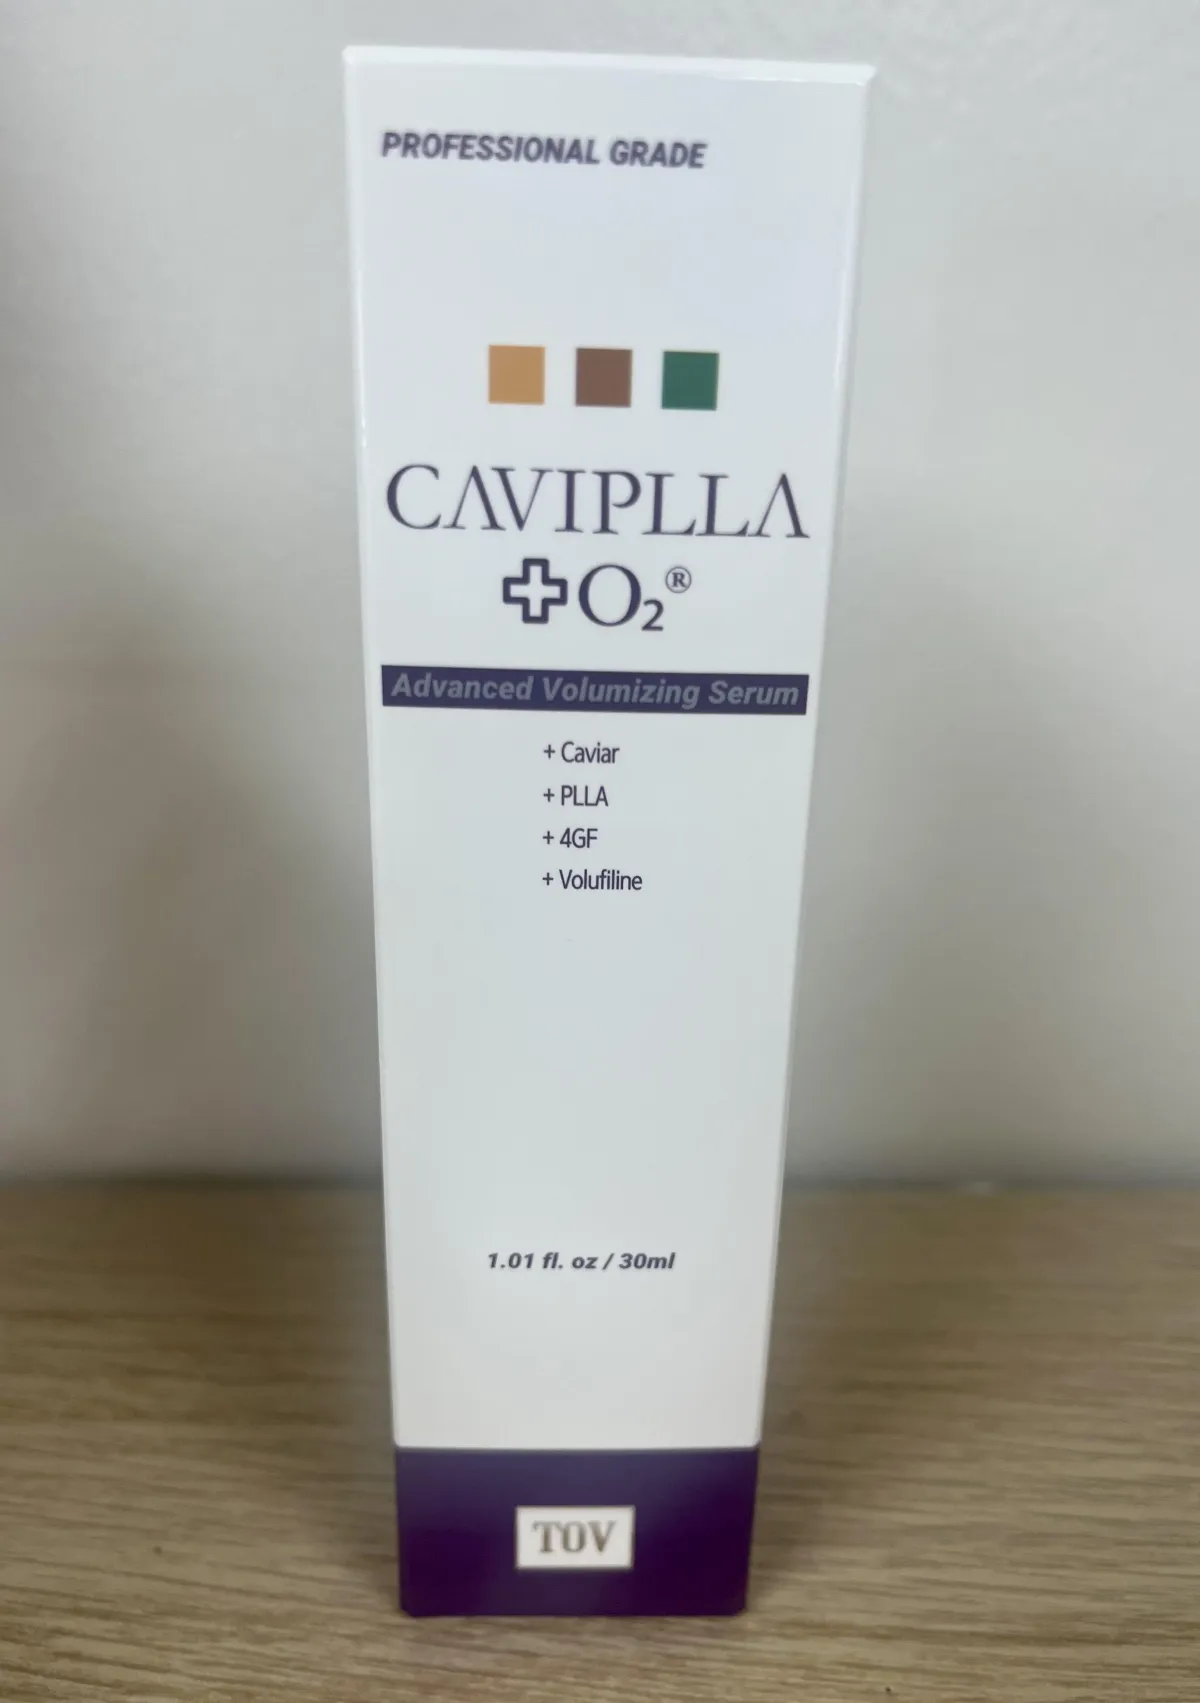 PROFESSIONAL GRADE
CAVIPLLA
+O₂®
Advanced Volumizing Serum
+ Caviar
+ PLLA
+ 4GF
+ Volufiline
1.01 fl. oz / 30ml
TOV